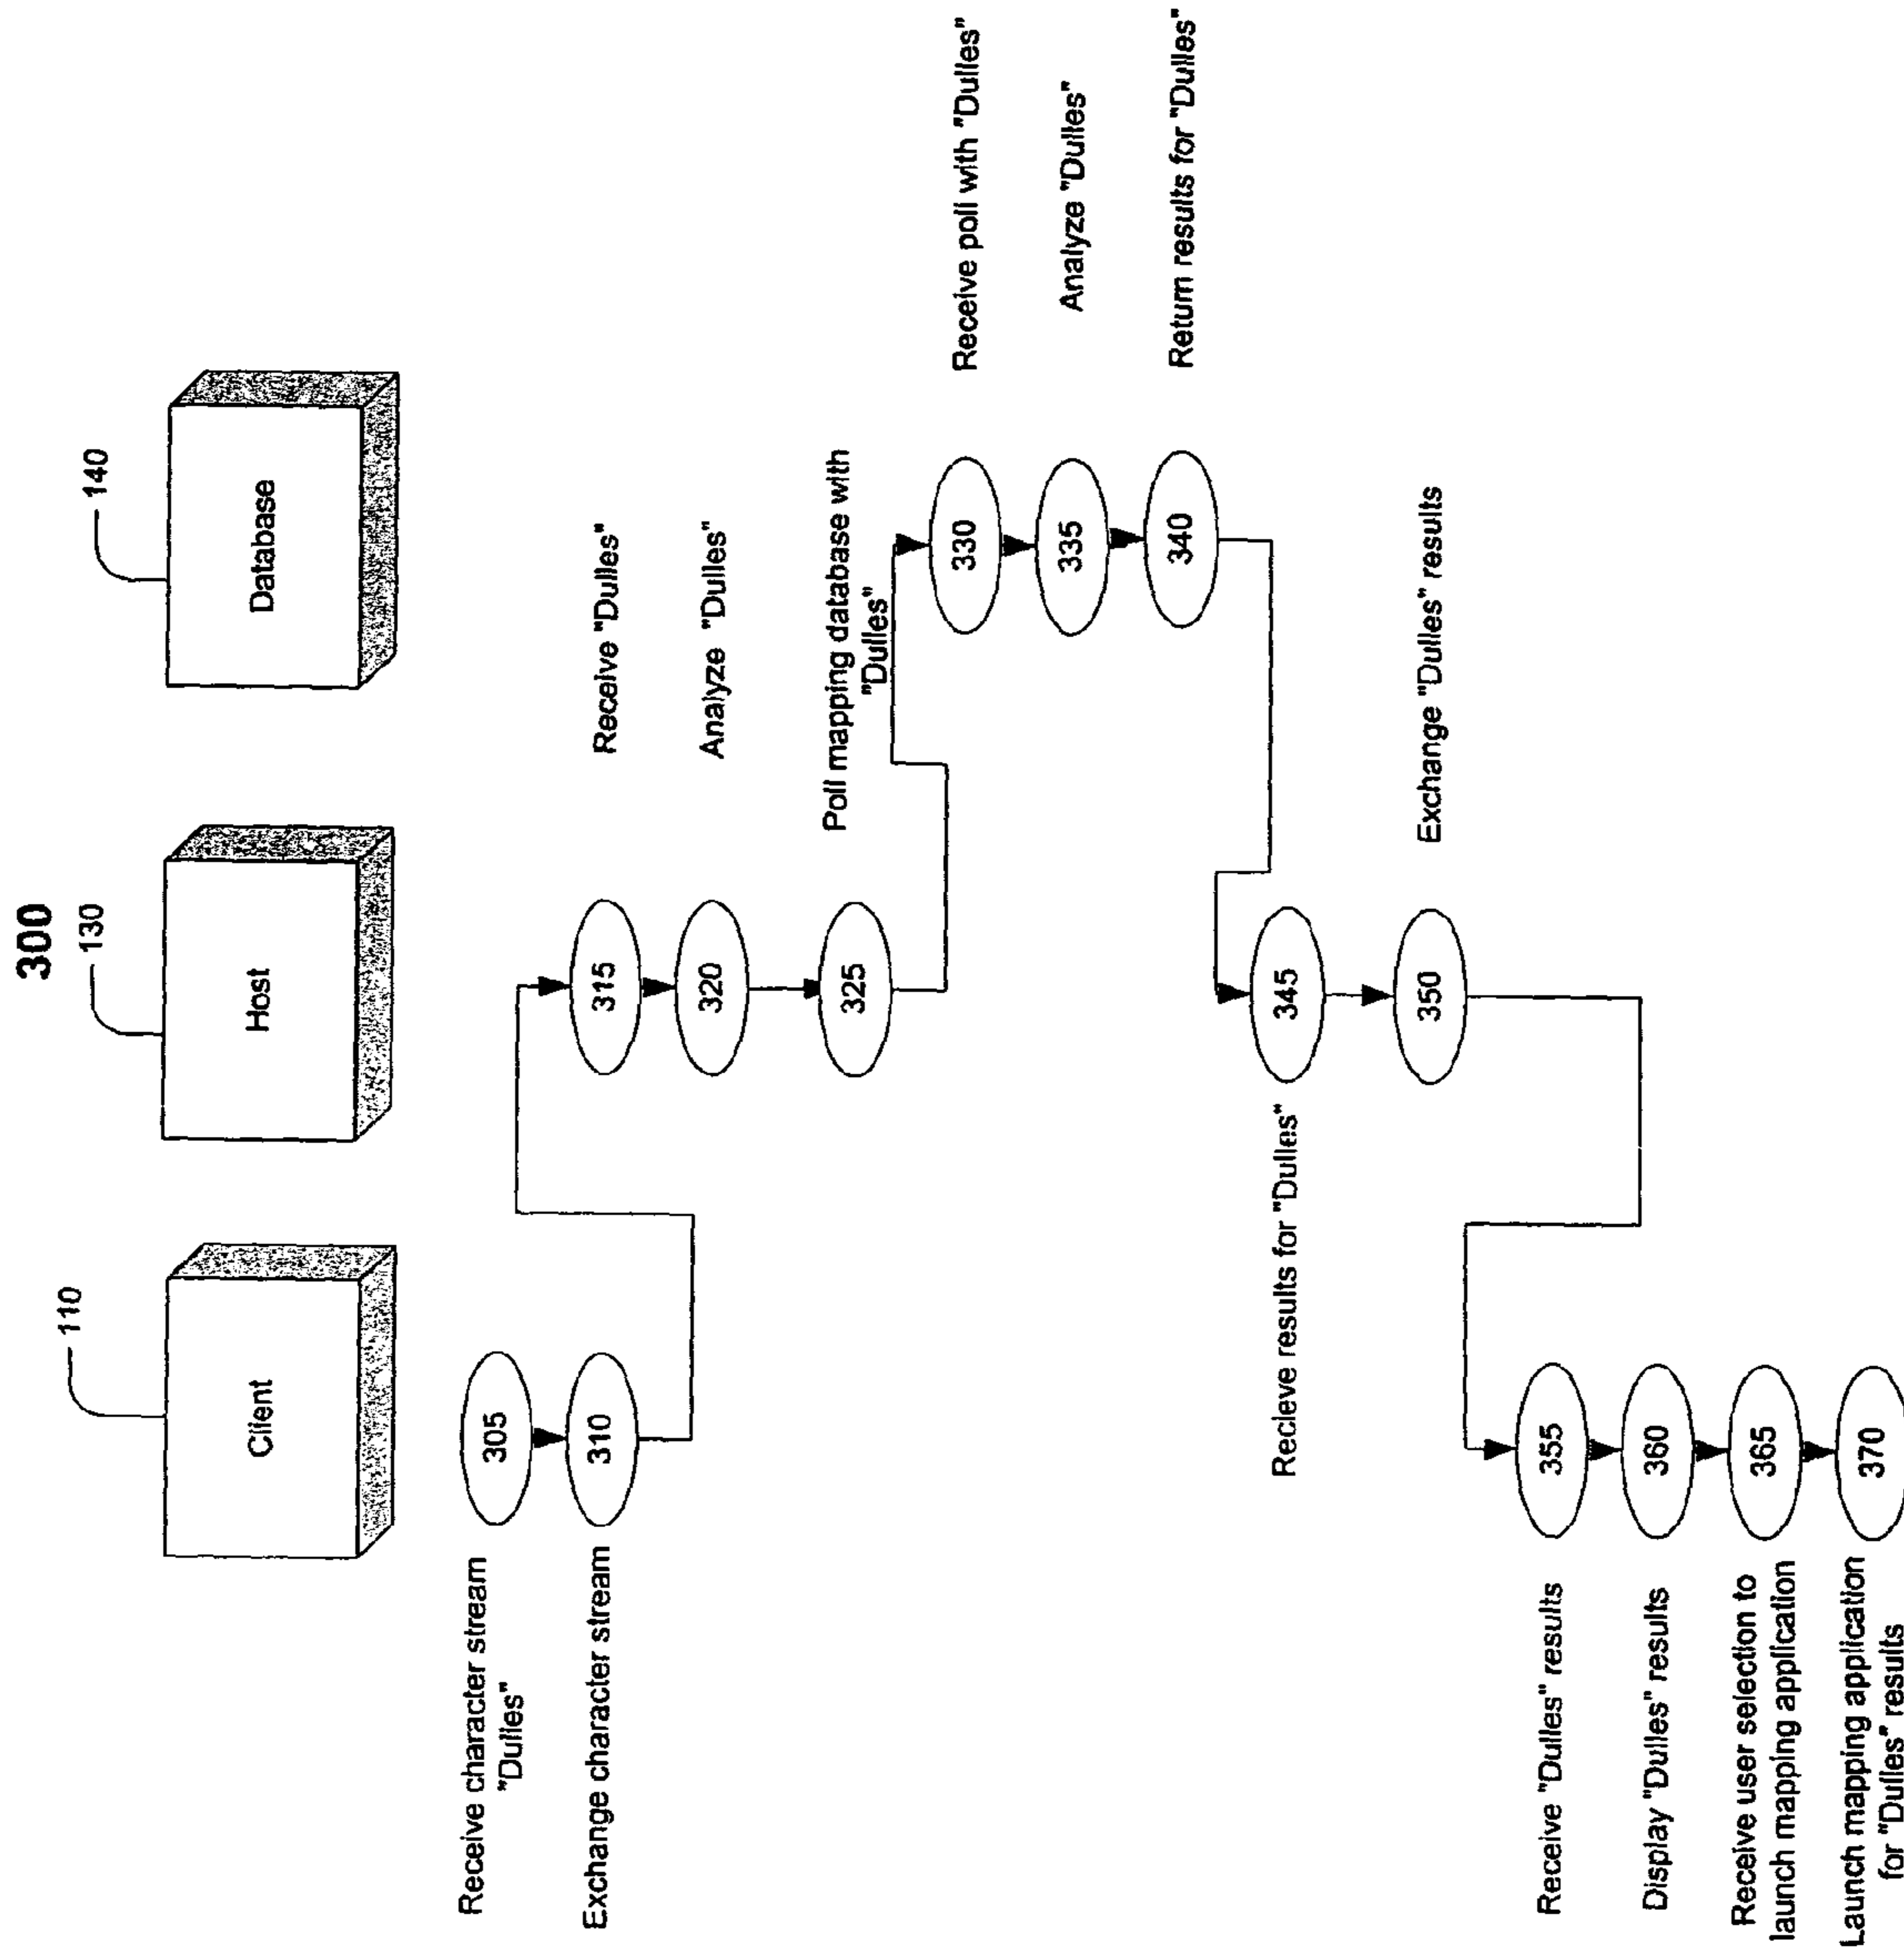 300
110
130
140
Client
Host
Database
Receive character stream
"Dulles"
305
Exchange character stream
310
315
Receive "Dulles"
320
Analyze "Dulles"
325
Poll mapping database with
"Dulles"
330
Receive poll with "Dulles"
335
Analyze "Dulles"
340
Return results for "Dulles"
Recieve results for "Dulles"
345
350
Exchange "Dulles" results
Receive "Dulles" results
355
Display "Dulles" results
360
Receive user selection to
launch mapping application
365
Launch mapping application
for "Dulles" results
370